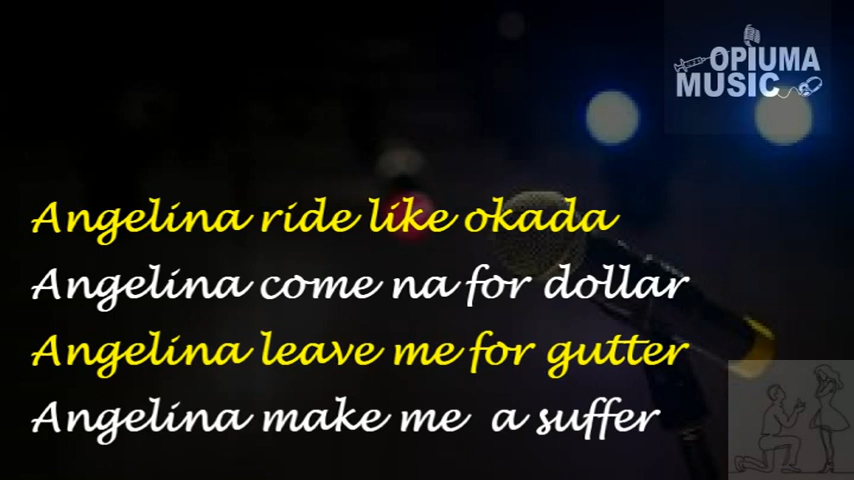 OPIUMA
MUSIC
Angelina ride like okada
Angelina come na for dollar
Angelina leave me for gutter
Angelina make me a suffer